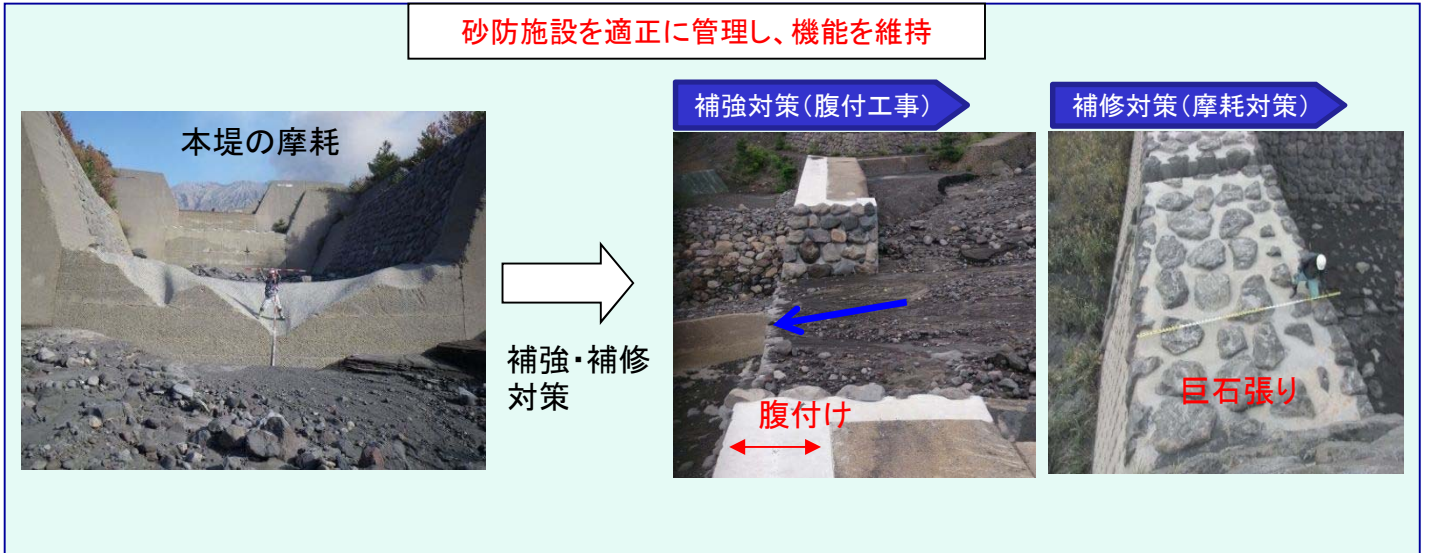 砂防施設を適正に管理し、機能を維持
本堤の摩耗
補強・補修
対策
補強対策(腹付工事)
腹付け
補修対策(摩耗対策)
巨石張り